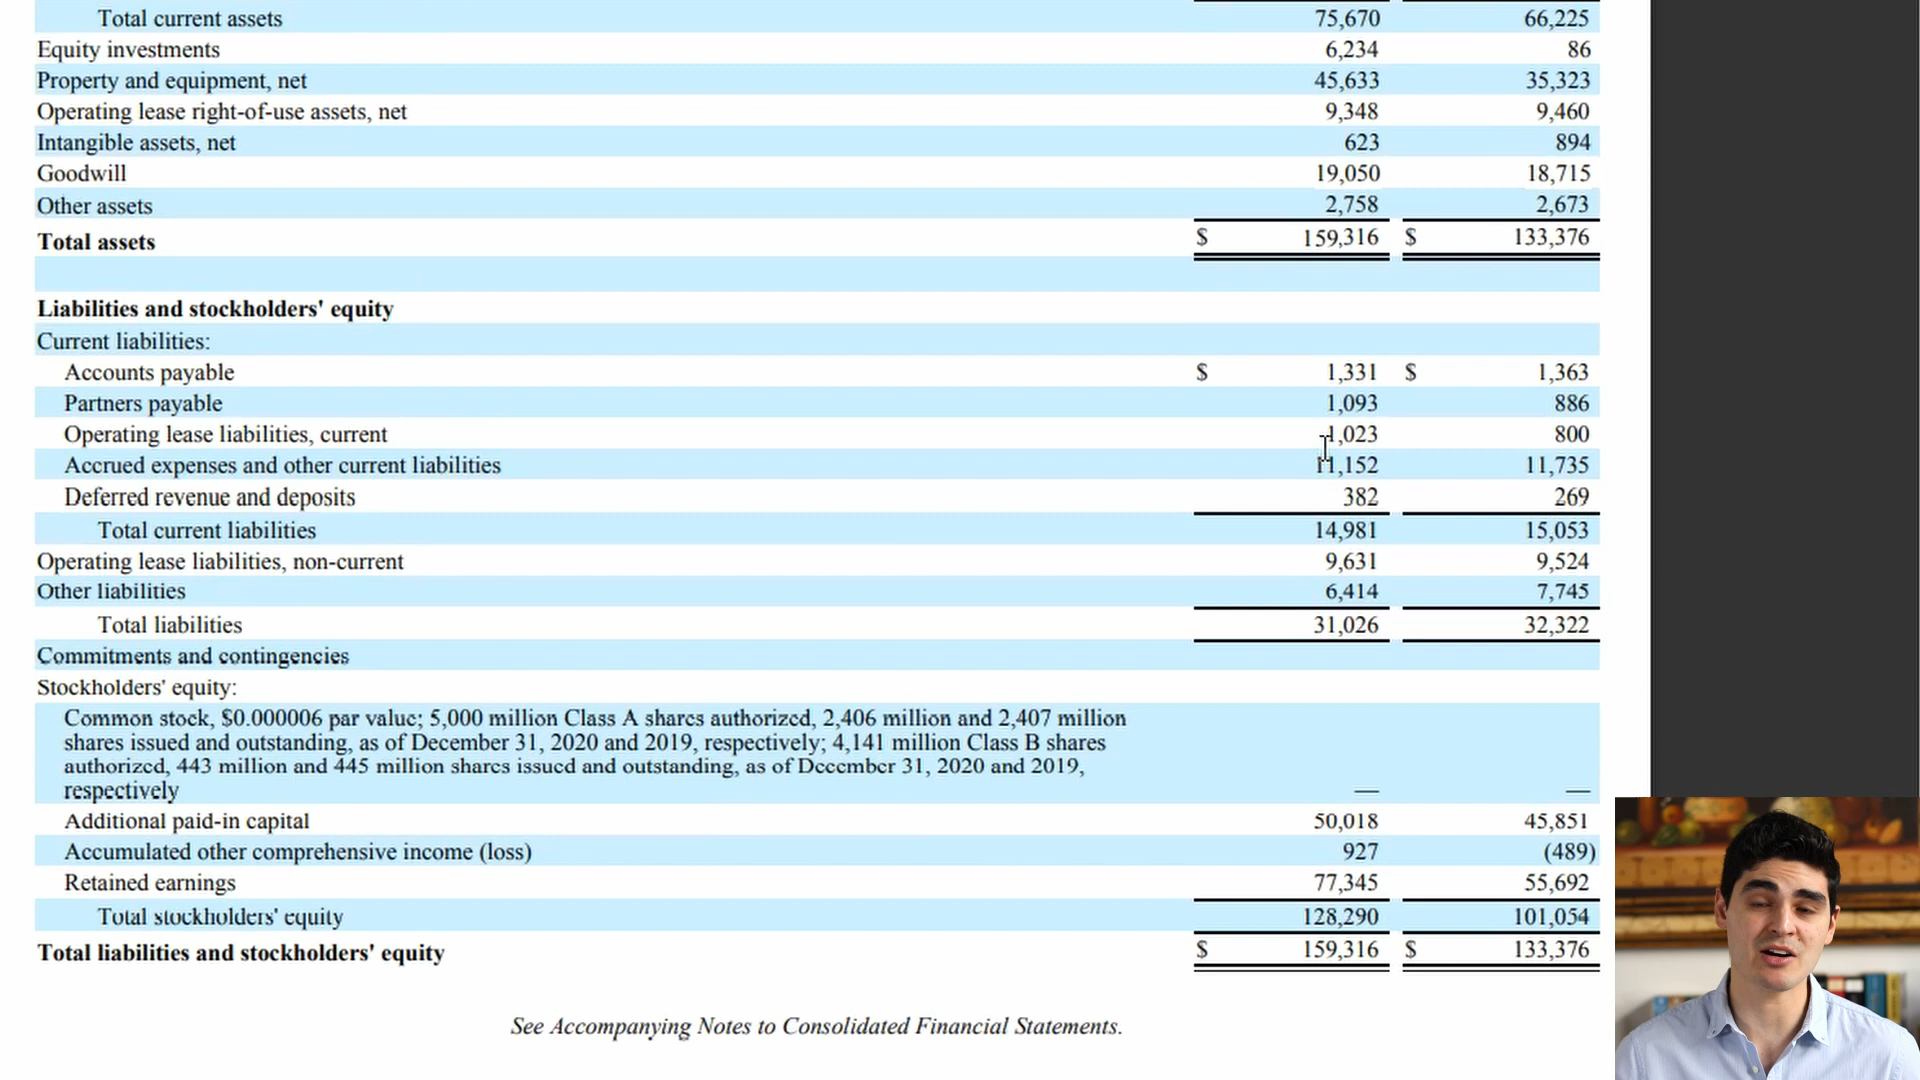 Total current assets 75,670 66,225
Equity investments 6,234 86
Property and equipment, net 45,633 35,323
Operating lease right-of-use assets, net 9,348 9,460
Intangible assets, net 623 894
Goodwill 19,050 18,715
Other assets 2,758 2,673
Total assets $ 159,316 $ 133,376
Liabilities and stockholders' equity
Current liabilities:
Accounts payable $ 1,331 $ 1,363
Partners payable 1,093 886
Operating lease liabilities, current 1,023 800
Accrued expenses and other current liabilities 11,152 11,735
Deferred revenue and deposits 382 269
Total current liabilities 14,981 15,053
Operating lease liabilities, non-current 9,631 9,524
Other liabilities 6,414 7,745
Total liabilities 31,026 32,322
Commitments and contingencies
Stockholders' equity:
Common stock, $0.000006 par value; 5,000 million Class A shares authorized, 2,406 million and 2,407 million
shares issued and outstanding, as of December 31, 2020 and 2019, respectively; 4,141 million Class B shares
authorized, 443 million and 445 million shares issued and outstanding, as of December 31, 2020 and 2019,
respectively — —
Additional paid-in capital 50,018 45,851
Accumulated other comprehensive income (loss) 927 (489)
Retained earnings 77,345 55,692
Total stockholders' equity 128,290 101,054
Total liabilities and stockholders' equity $ 159,316 $ 133,376
See Accompanying Notes to Consolidated Financial Statements.